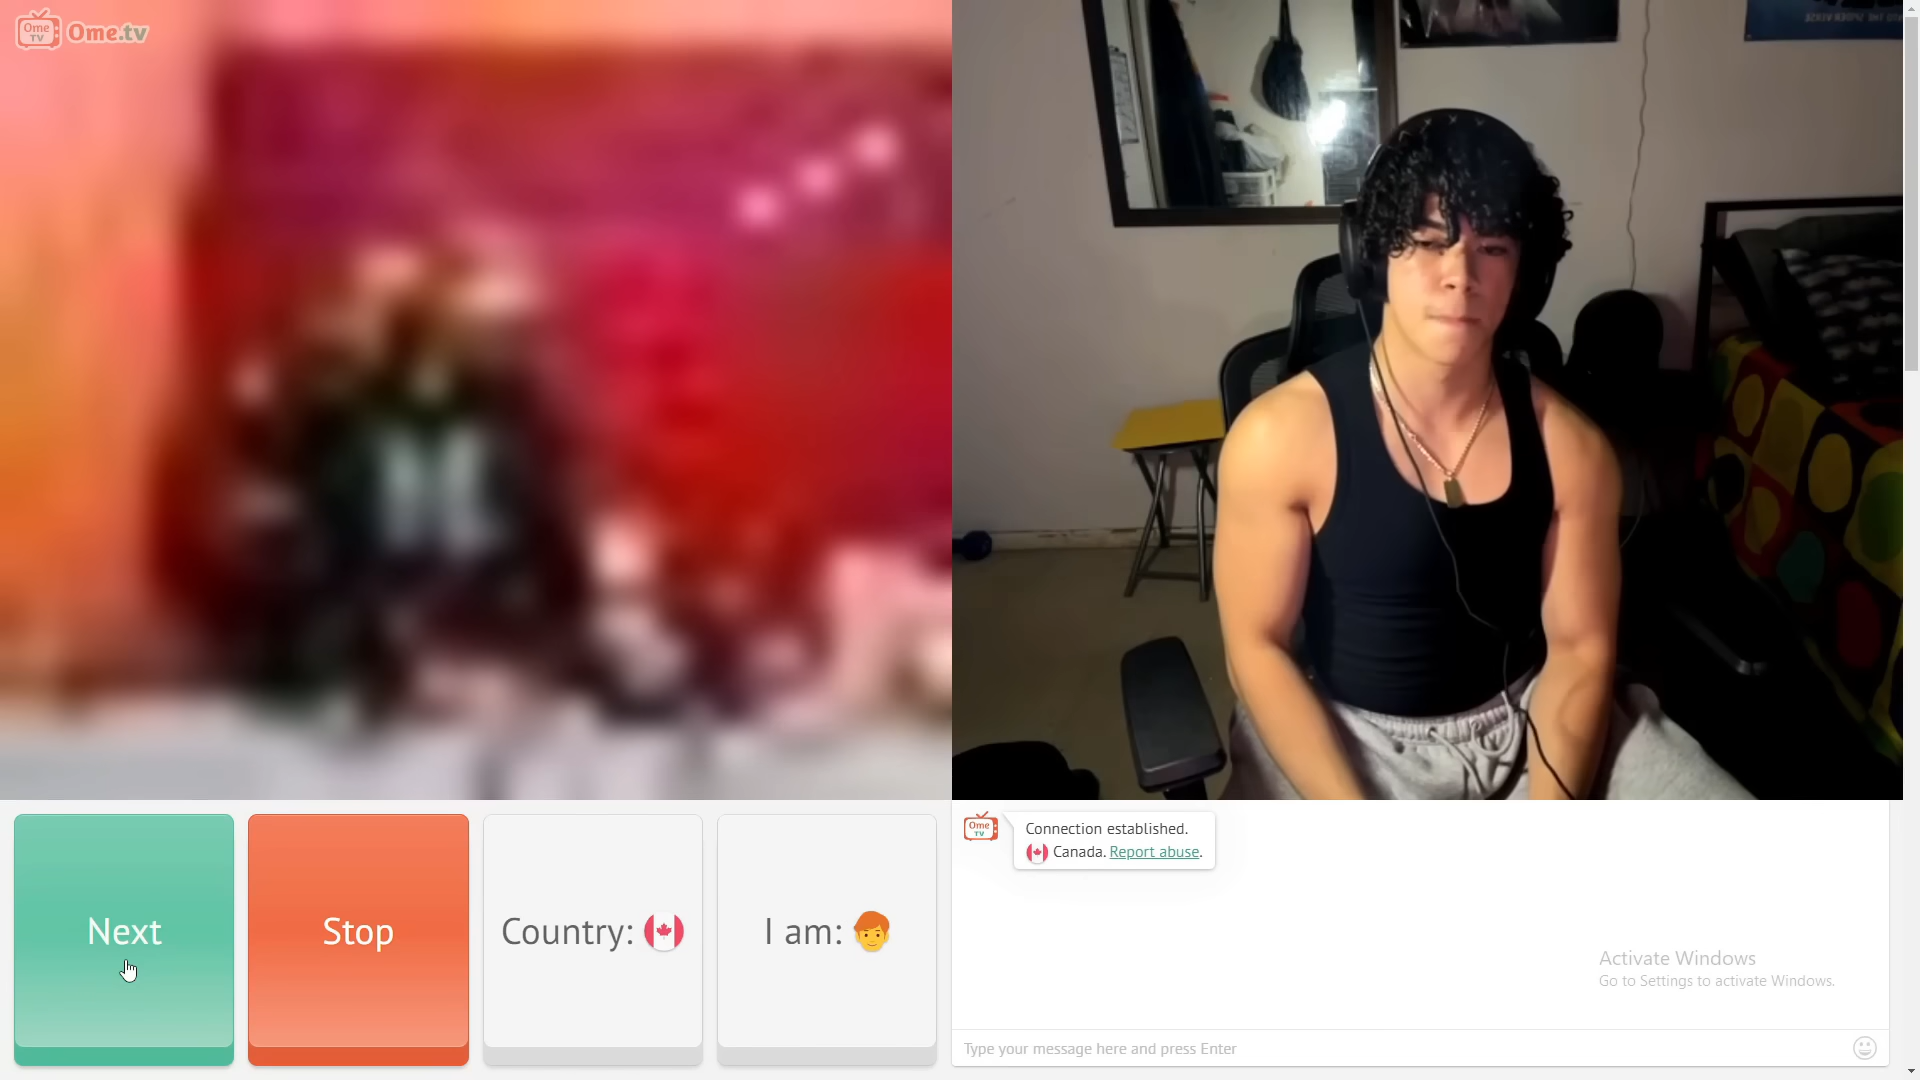 Ome TV Ome.tv
Next
Stop
Country:
I am:
Ome TV
Connection established.
Canada. Report abuse.
Activate Windows
Go to Settings to activate Windows.
Type your message here and press Enter